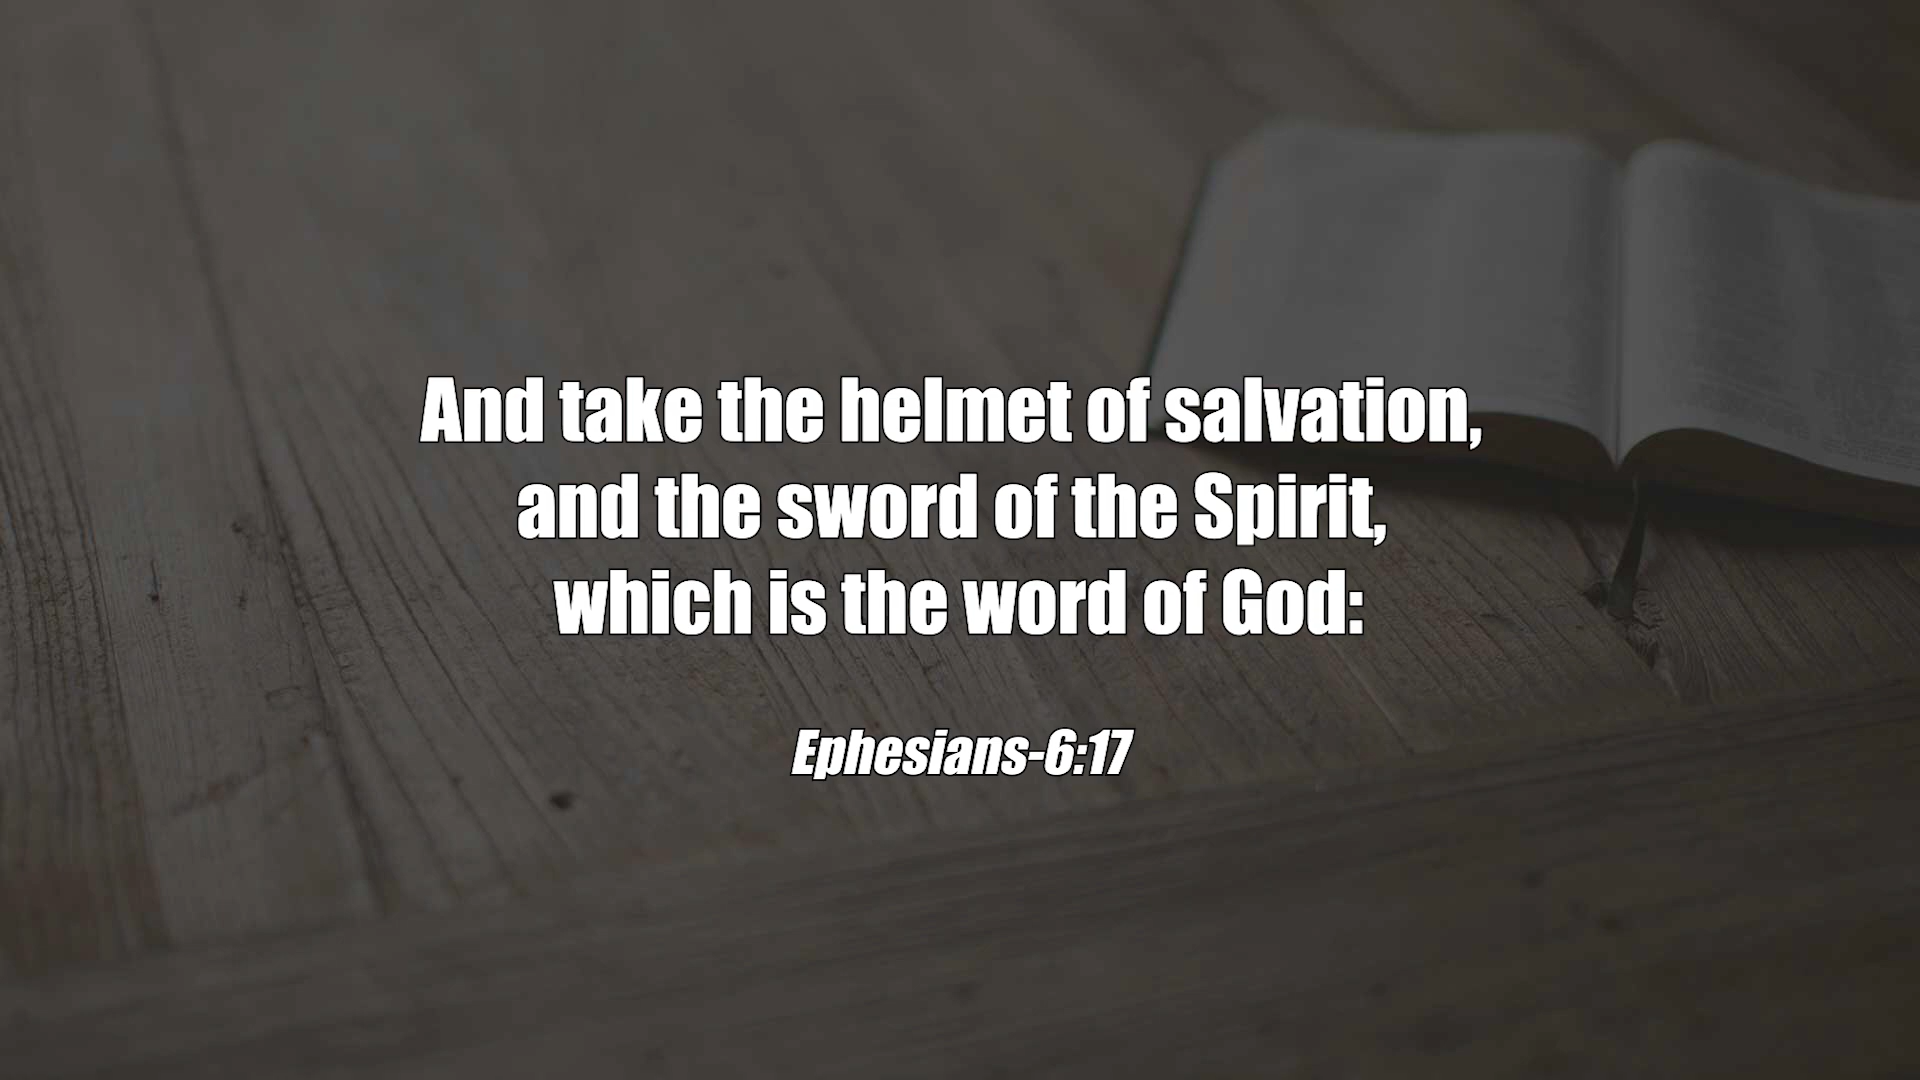 And take the helmet of salvation,
and the sword of the Spirit,
which is the word of God:
Ephesians-6:17